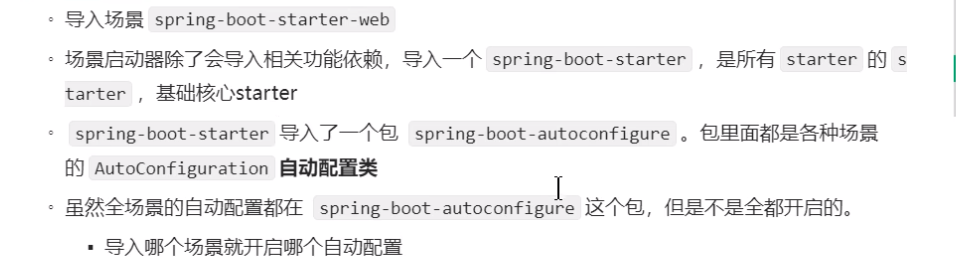 导入场景 spring-boot-starter-web
场景启动器除了会导入相关功能依赖，导入一个 spring-boot-starter ，是所有 starter 的 s
tarter ，基础核心starter
spring-boot-starter 导入了一个包 spring-boot-autoconfigure 。包里面都是各种场景
的 AutoConfiguration 自动配置类
虽然全场景的自动配置都在 spring-boot-autoconfigure 这个包，但是不是全都开启的。
导入哪个场景就开启哪个自动配置